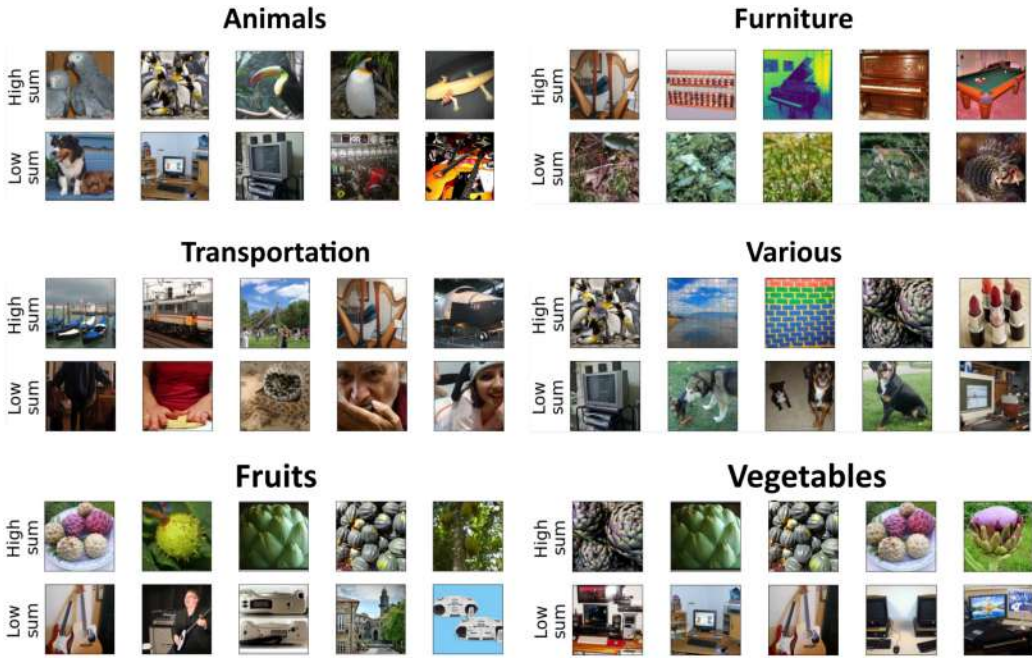 Animals
High
sum
Low
sum
Furniture
High
sum
Low
sum
Transportation
High
sum
Low
sum
Various
High
sum
Low
sum
Fruits
High
sum
Low
sum
Vegetables
High
sum
Low
sum